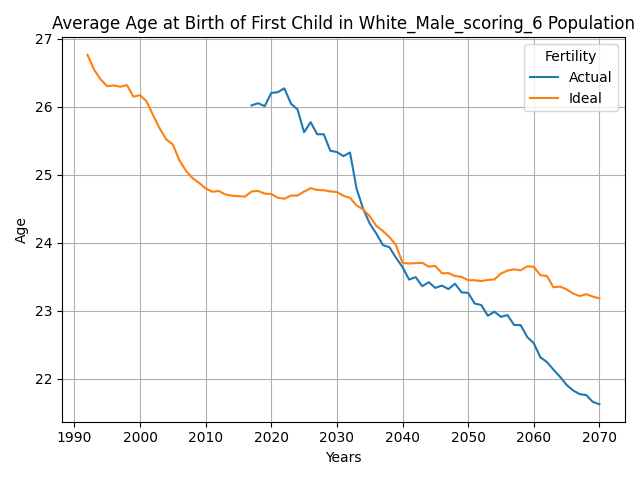 Average Age at Birth of First Child in White_Male_scoring_6 Population
Fertility
Actual
Ideal
Age
27
26
25
24
23
22
1990
2000
2010
2020
2030
2040
2050
2060
2070
Years